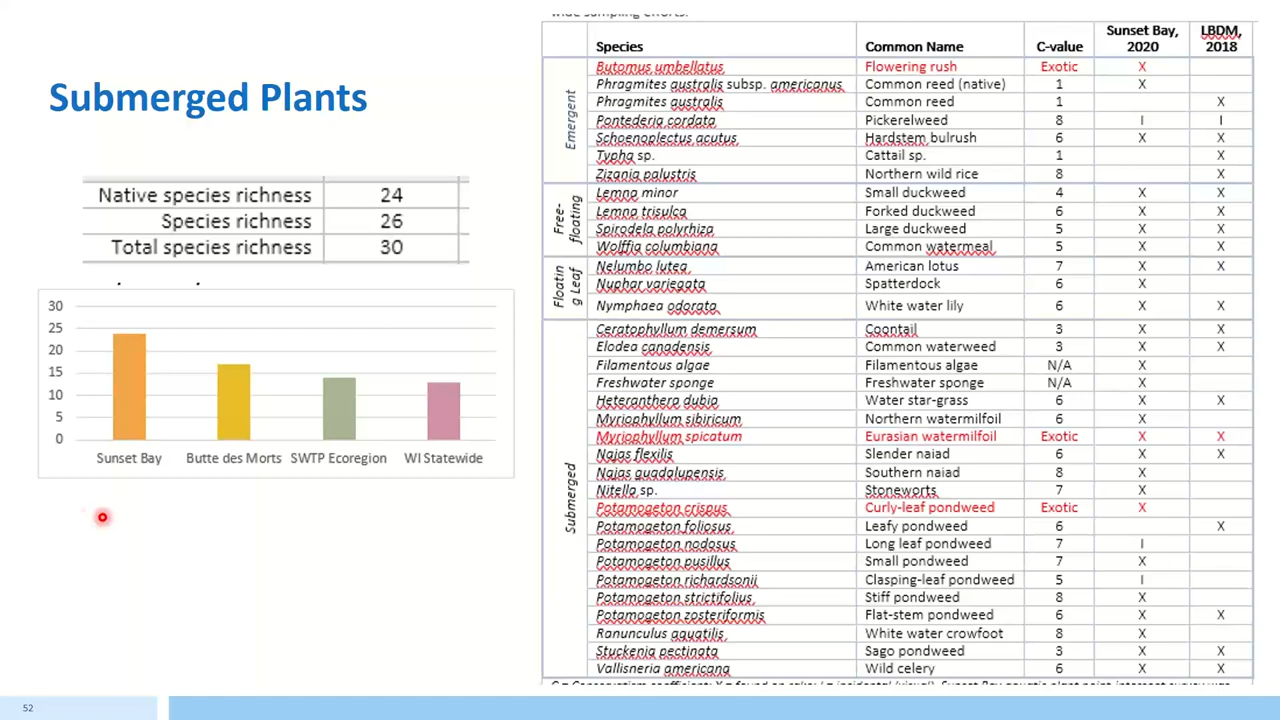 wide sampling efforts.
Submerged Plants
Native species richness 24
Species richness 26
Total species richness 30
30
25
20
15
10
5
0
Sunset Bay Butte des Morts SWTP Ecoregion WI Statewide
Species Common Name C-value Sunset Bay, 2020 LBDM, 2018
Emergent
Butomus umbellatus Flowering rush Exotic X
Phragmites australis subsp. americanus Common reed (native) 1 X
Phragmites australis Common reed 1 X
Pontederia cordata Pickerelweed 8 I I
Schoenoplectus acutus Hardstem bulrush 6 X X
Typha sp. Cattail sp. 1 X
Zizania palustris Northern wild rice 8 X
Free-floating
Lemna minor Small duckweed 4 X X
Lemna trisulca Forked duckweed 6 X X
Spirodela polyrhiza Large duckweed 5 X X
Wolffia columbiana Common watermeal 5 X X
Floatin g Leaf
Nelumbo lutea American lotus 7 X X
Nuphar variegata Spatterdock 6 X
Nymphaea odorata White water lily 6 X X
Submerged
Ceratophyllum demersum Coontail 3 X X
Elodea canadensis Common waterweed 3 X X
Filamentous algae Filamentous algae N/A X
Freshwater sponge Freshwater sponge N/A X
Heteranthera dubia Water star-grass 6 X X
Myriophyllum sibiricum Northern watermilfoil 6 X
Myriophyllum spicatum Eurasian watermilfoil Exotic X X
Najas flexilis Slender naiad 6 X X
Najas guadalupensis Southern naiad 8 X
Nitella sp. Stoneworts 7 X
Potamogeton crispus Curly-leaf pondweed Exotic X
Potamogeton foliosus Leafy pondweed 6 X
Potamogeton nodosus Long leaf pondweed 7 I
Potamogeton pusillus Small pondweed 7 X
Potamogeton richardsonii Clasping-leaf pondweed 5 I
Potamogeton strictifolius Stiff pondweed 8 X
Potamogeton zosteriformis Flat-stem pondweed 6 X X
Ranunculus aquatilis White water crowfoot 8 X
Stuckenia pectinata Sago pondweed 3 X X
Vallisneria americana Wild celery 6 X X
52